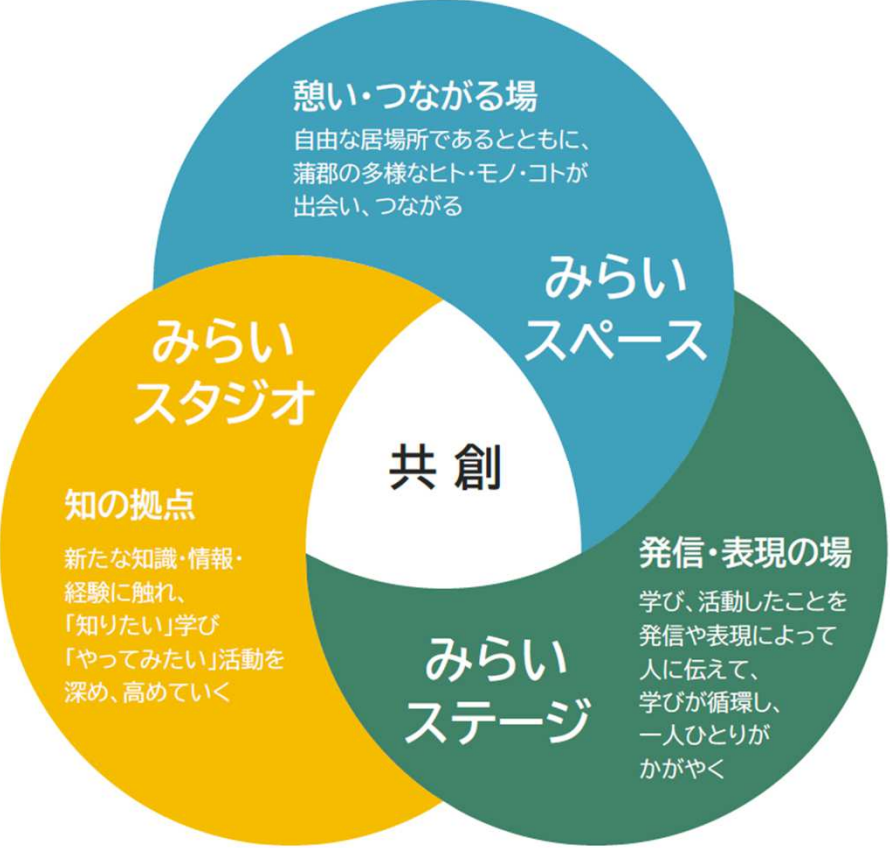 憩い・つながる場
自由な居場所であるとともに、
蒲郡の多様なヒト・モノ・コトが
出会い、つながる
みらい
スペース
みらい
スタジオ
共創
知の拠点
新たな知識・情報・
経験に触れ、
「知りたい」学び
「やってみたい」活動を
深め、高めていく
みらい
ステージ
発信・表現の場
学び、活動したことを
発信や表現によって
人に伝えて、
学びが循環し、
一人ひとりが
かがやく